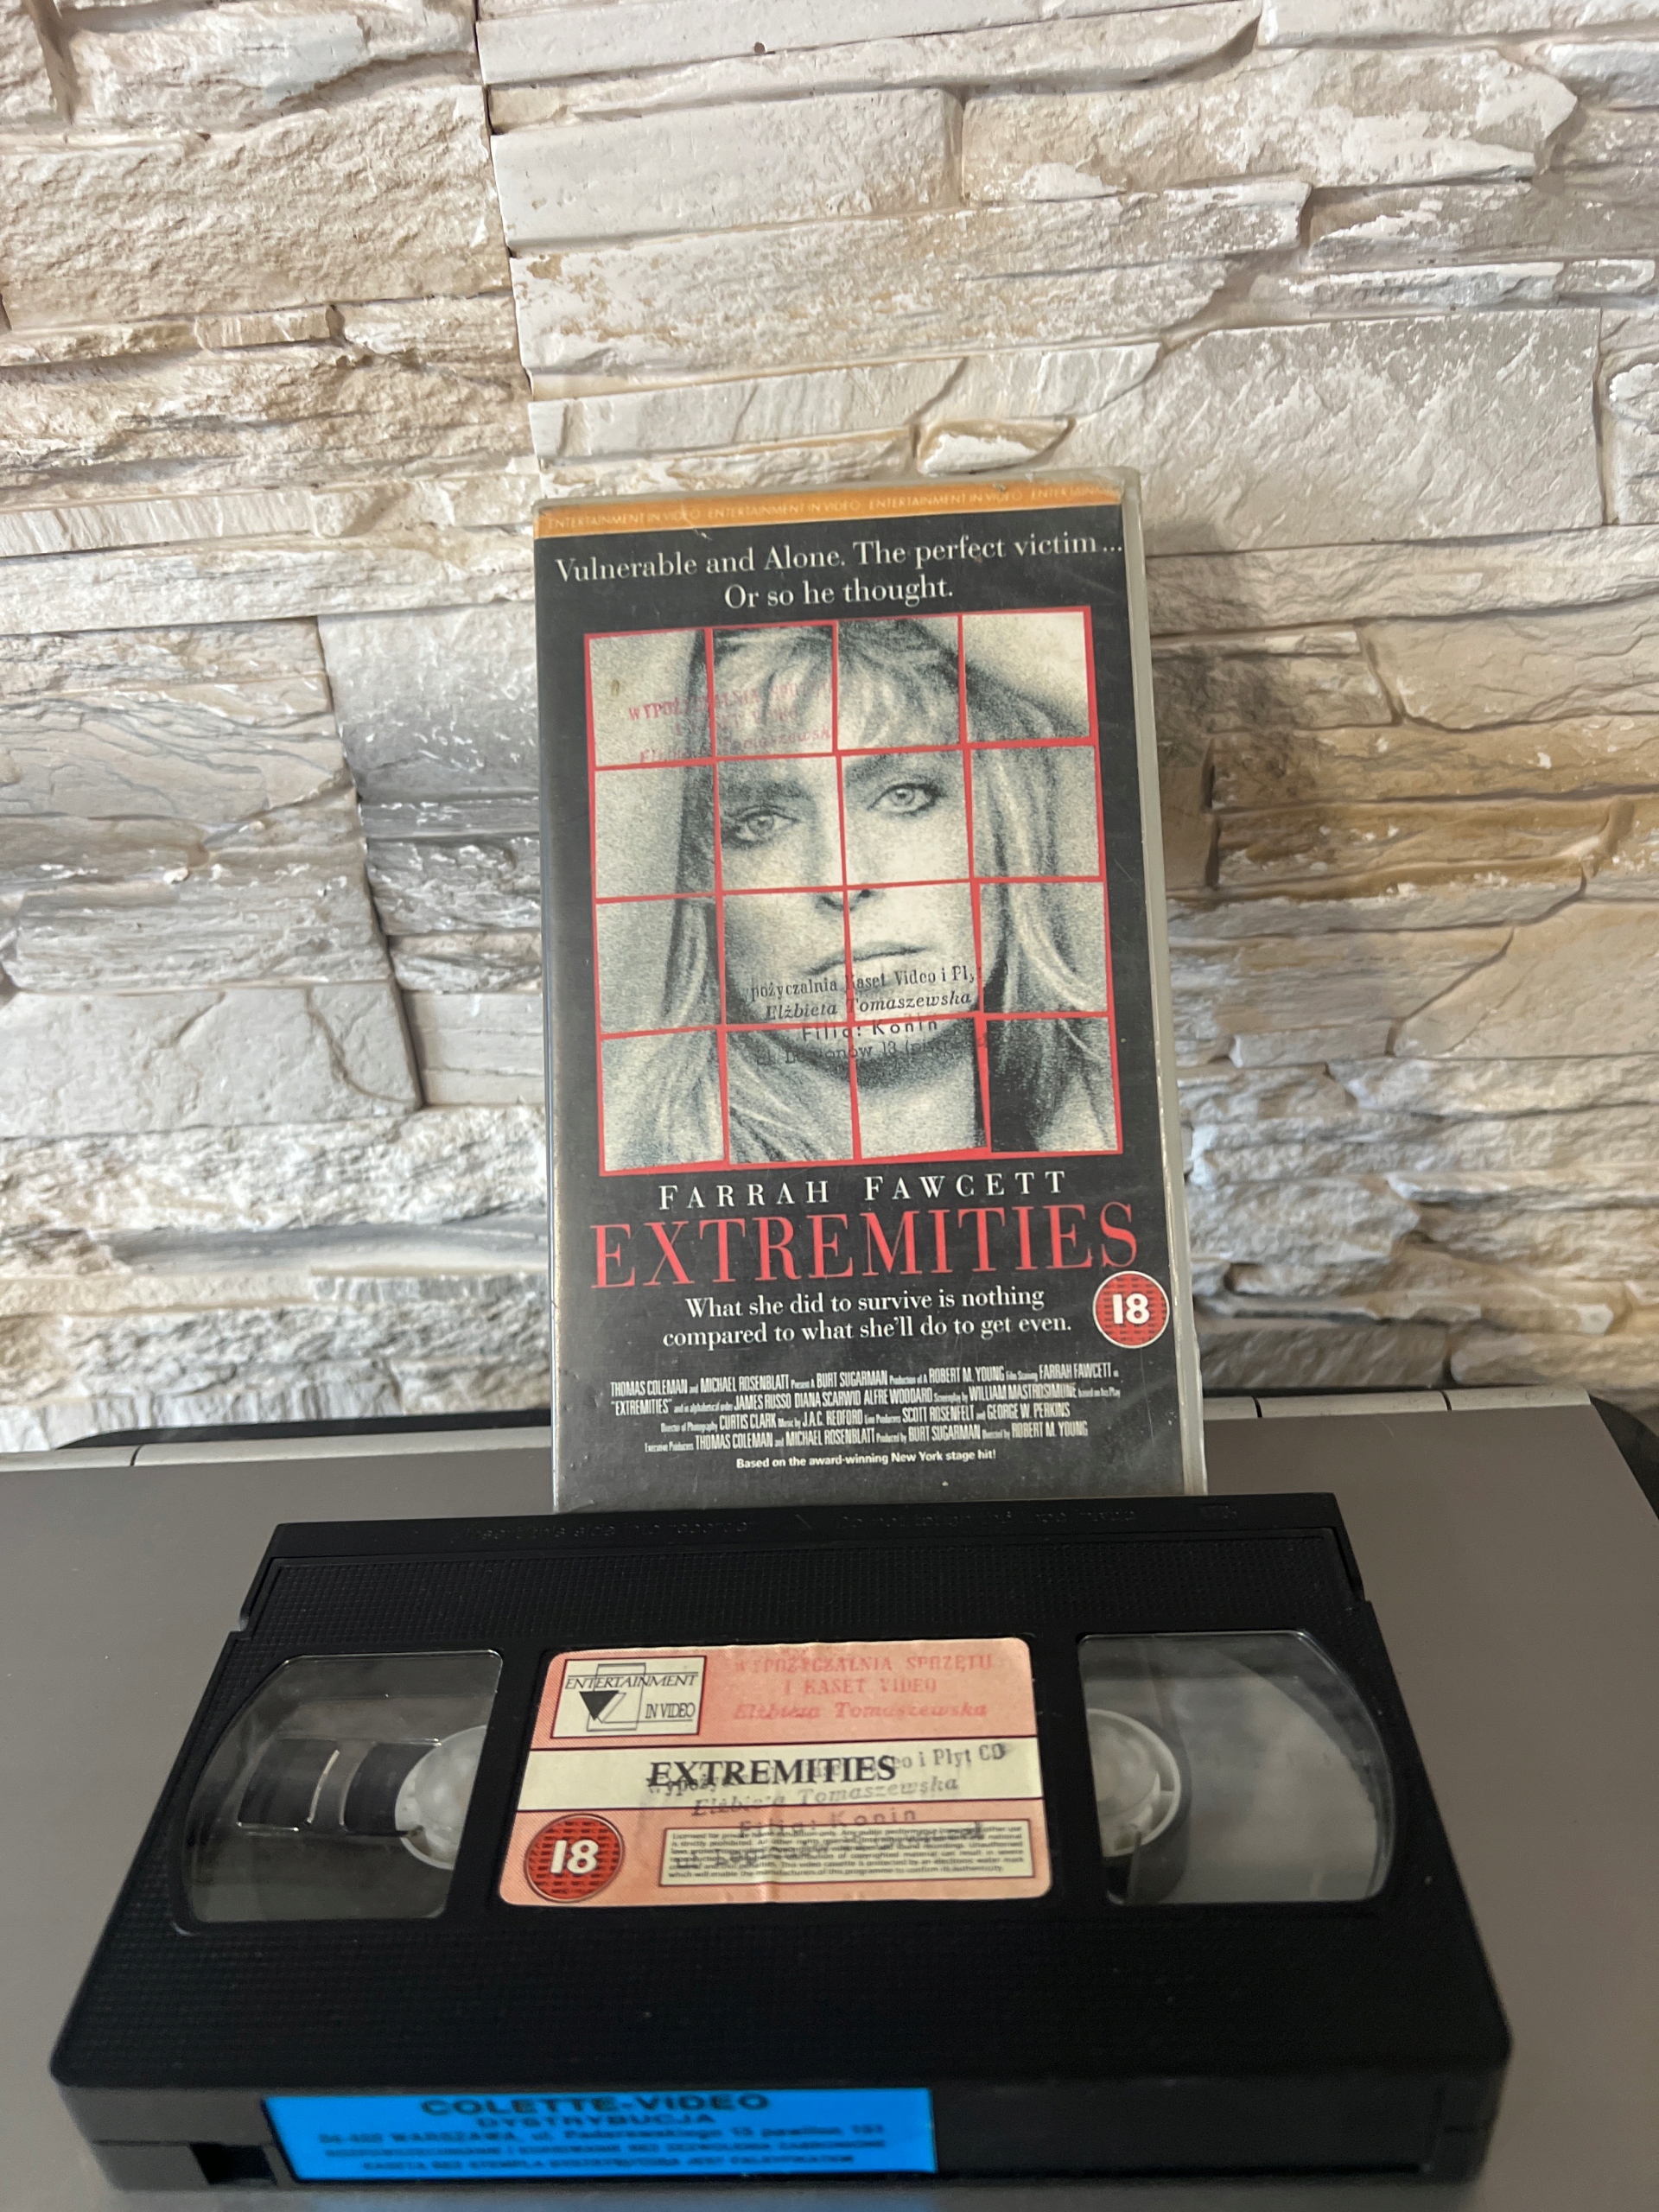 ENTERTAINMENT IN VIDEO ENTERTAINMENT IN VIDEO ENTERTAINMENT IN VIDEO
Vulnerable and Alone. The perfect victim...
Or so he thought.
Kaset Video i
Elżbieta Tomaszewska
Filia: Konin
FARRAH FAWCETT
EXTREMITIES
What she did to survive is nothing
compared to what she'll do to get even.
18
THOMAS COLEMAN and MICHAEL ROSENBLATT Present A BURT SUGARMAN Production of A ROBERT M. YOUNG Film Starring FARRAH FAWCETT in
"EXTREMITIES" and in alphabetical order JAMES RUSSO DIANA SCARWID ALFRE WOODARD Screenplay by WILLIAM MASTROSIMONE based on his Play
Director of Photography CURTIS CLARK Music by J.A.C. REDFORD Line Producers SCOTT ROSENFELT and GEORGE W. PERKINS
Executive Producers THOMAS COLEMAN and MICHAEL ROSENBLATT Produced by BURT SUGARMAN Directed by ROBERT M. YOUNG
Based on the award-winning New York stage hit!
ENTERTAINMENT
IN VIDEO
WYPOŻYCZALNIA SPRZĘTU
I KASET VIDEO
Elżbieta Tomaszewska
EXTREMITIES
i Płyt CD
Elżbieta Tomaszewska
Filia: Konin
18
COLETTE-VIDEO
DYSTRYBUCJA
WARSZAWA, ul. Paderewskiego